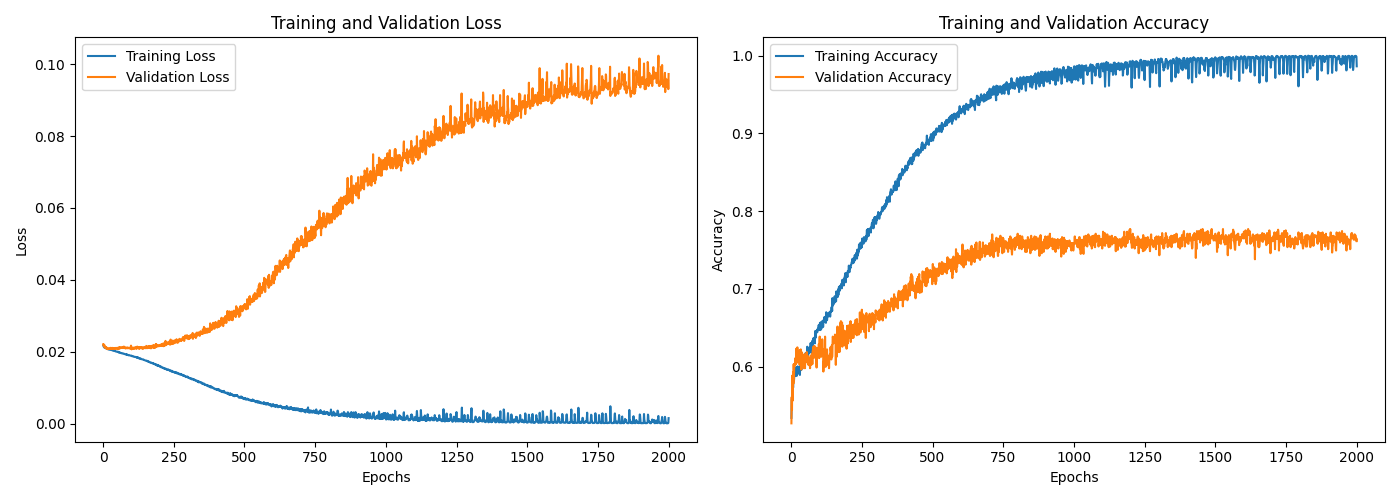 Training and Validation Loss
Training Loss
Validation Loss
0.10
0.08
0.06
0.04
0.02
0.00
Loss
0
250
500
750
1000
1250
1500
1750
2000
Epochs
Training and Validation Accuracy
Training Accuracy
Validation Accuracy
1.0
0.9
0.8
0.7
0.6
Accuracy
0
250
500
750
1000
1250
1500
1750
2000
Epochs